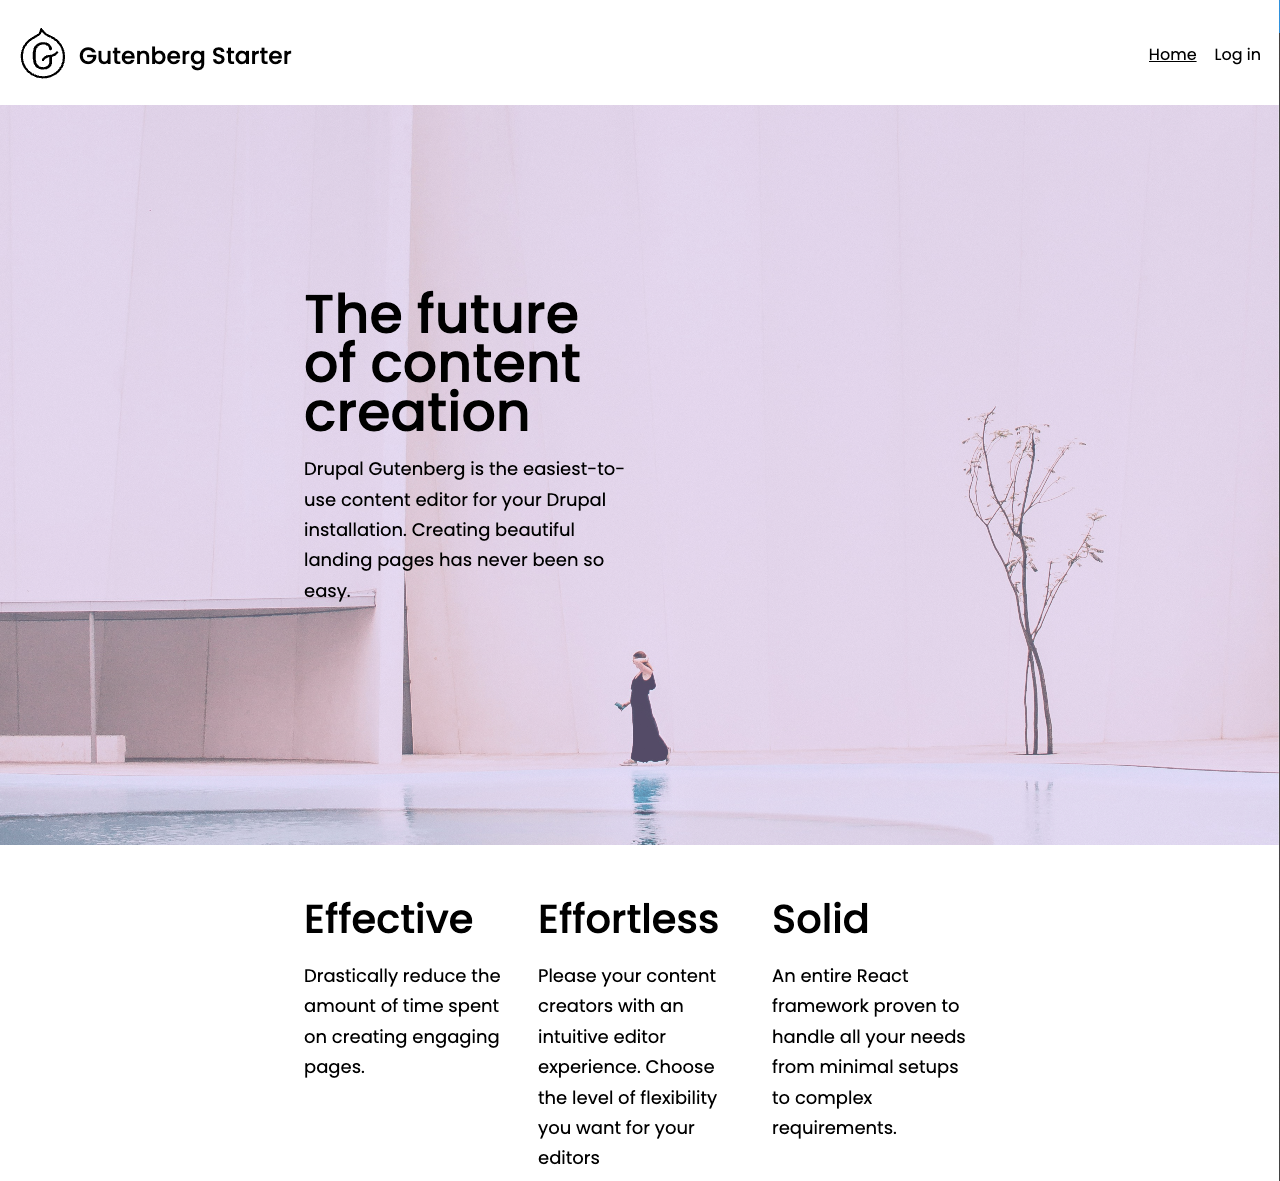 Gutenberg Starter
Home Log in
The future
of content
creation
Drupal Gutenberg is the easiest-to-
use content editor for your Drupal
installation. Creating beautiful
landing pages has never been so
easy.
Effective
Drastically reduce the
amount of time spent
on creating engaging
pages.
Effortless
Please your content
creators with an
intuitive editor
experience. Choose
the level of flexibility
you want for your
editors
Solid
An entire React
framework proven to
handle all your needs
from minimal setups
to complex
requirements.